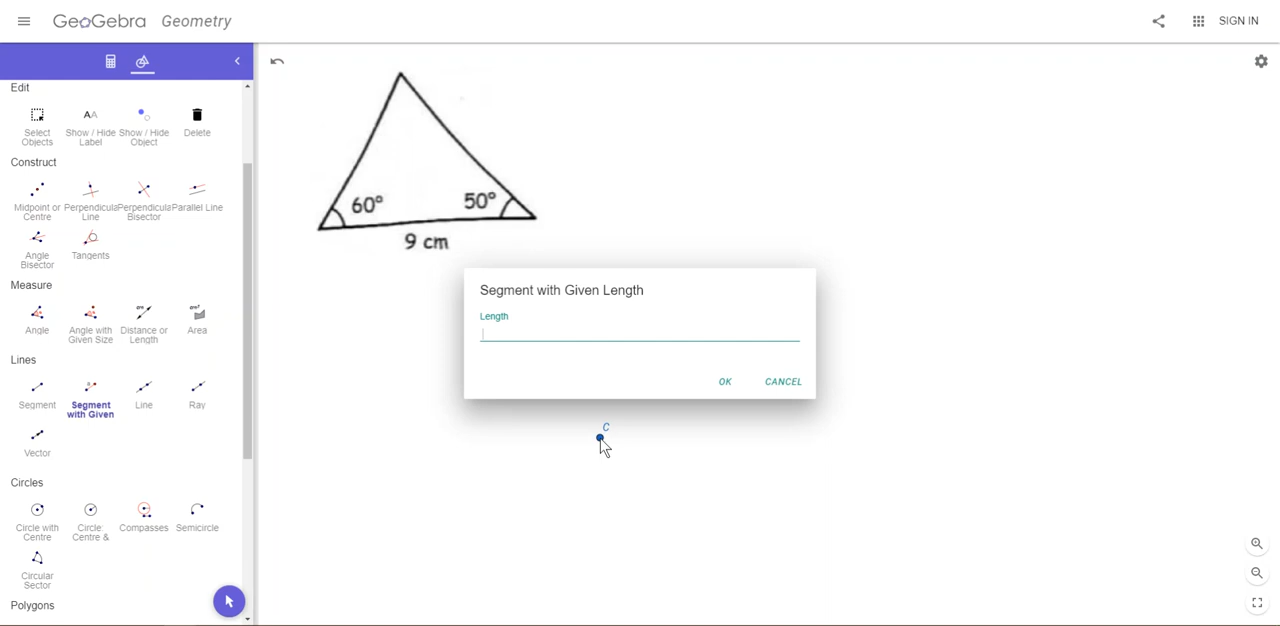 GeoGebra Geometry
SIGN IN
Edit
Select Objects
Show / Hide Label
Show / Hide Object
Delete
Construct
Midpoint or Centre
Perpendicula Line
Perpendicula Bisector
Parallel Line
Angle Bisector
Tangents
Measure
Angle
Angle with Given Size
Distance or Length
cm²
Area
Lines
Segment
Segment with Given
Line
Ray
Vector
Circles
Circle with Centre
Circle: Centre &
Compasses
Semicircle
Circular Sector
Polygons
60°
50°
9 cm
Segment with Given Length
Length
OK CANCEL
C